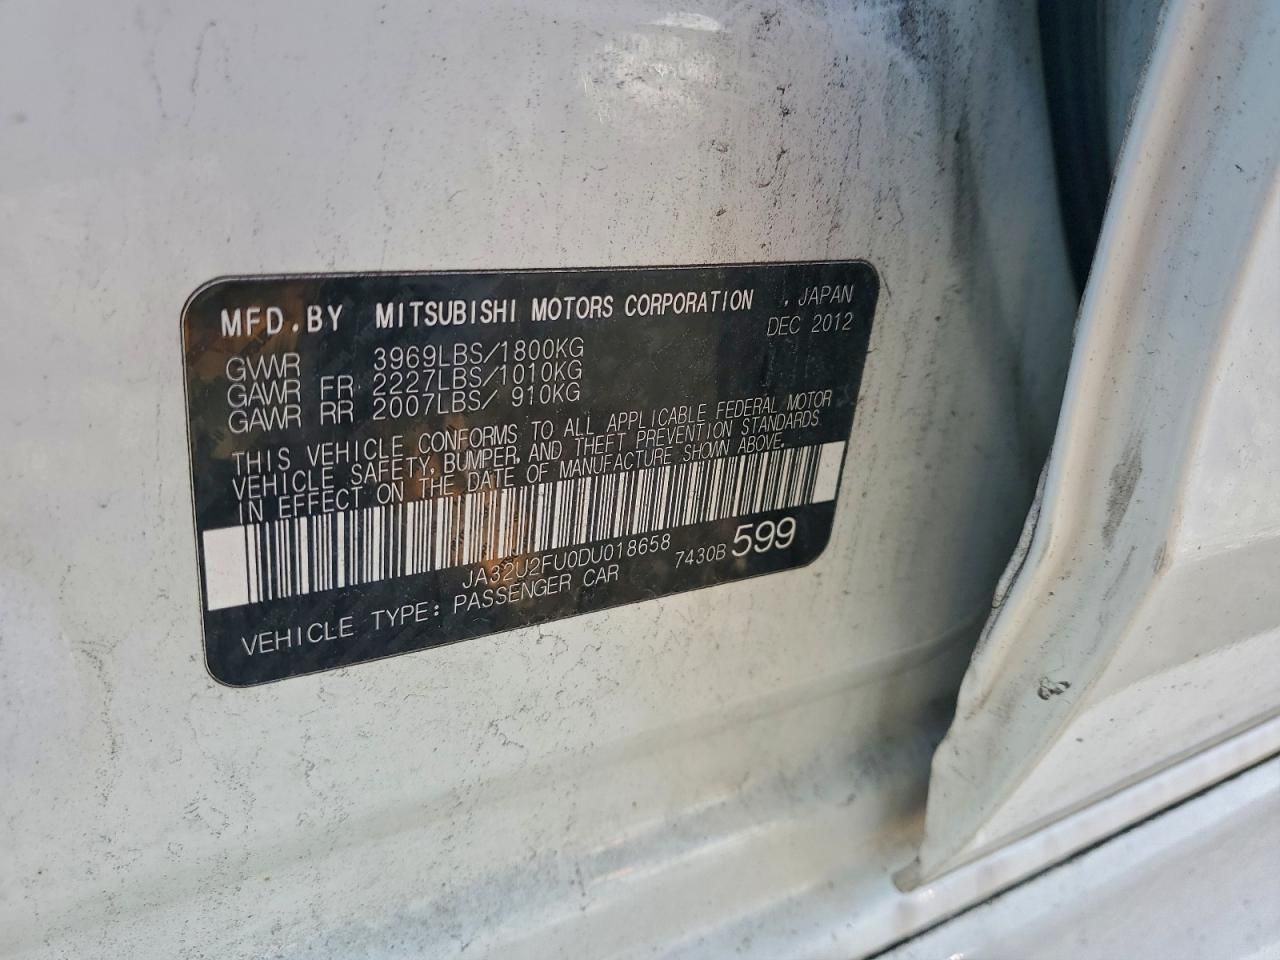 MFD.BY MITSUBISHI MOTORS CORPORATION , JAPAN
DEC 2012
GVWR 3969LBS/1800KG
GAWR FR 2227LBS/1010KG
GAWR RR 2007LBS/ 910KG
THIS VEHICLE CONFORMS TO ALL APPLICABLE FEDERAL MOTOR
VEHICLE SAFETY, BUMPER, AND THEFT PREVENTION STANDARDS
IN EFFECT ON THE DATE OF MANUFACTURE SHOWN ABOVE.
JA32U2FU0DU018658 7430B 599
VEHICLE TYPE: PASSENGER CAR